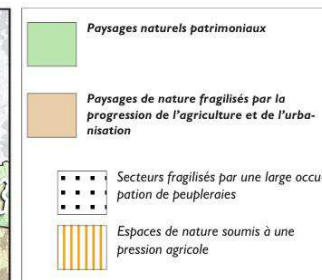 Paysages naturels patrimoniaux
Paysages de nature fragilisés par la
progression de l'agriculture et de l'urba-
nisation
Secteurs fragilisés par une large occu-
pation de peupleraies
Espaces de nature soumis à une
pression agricole